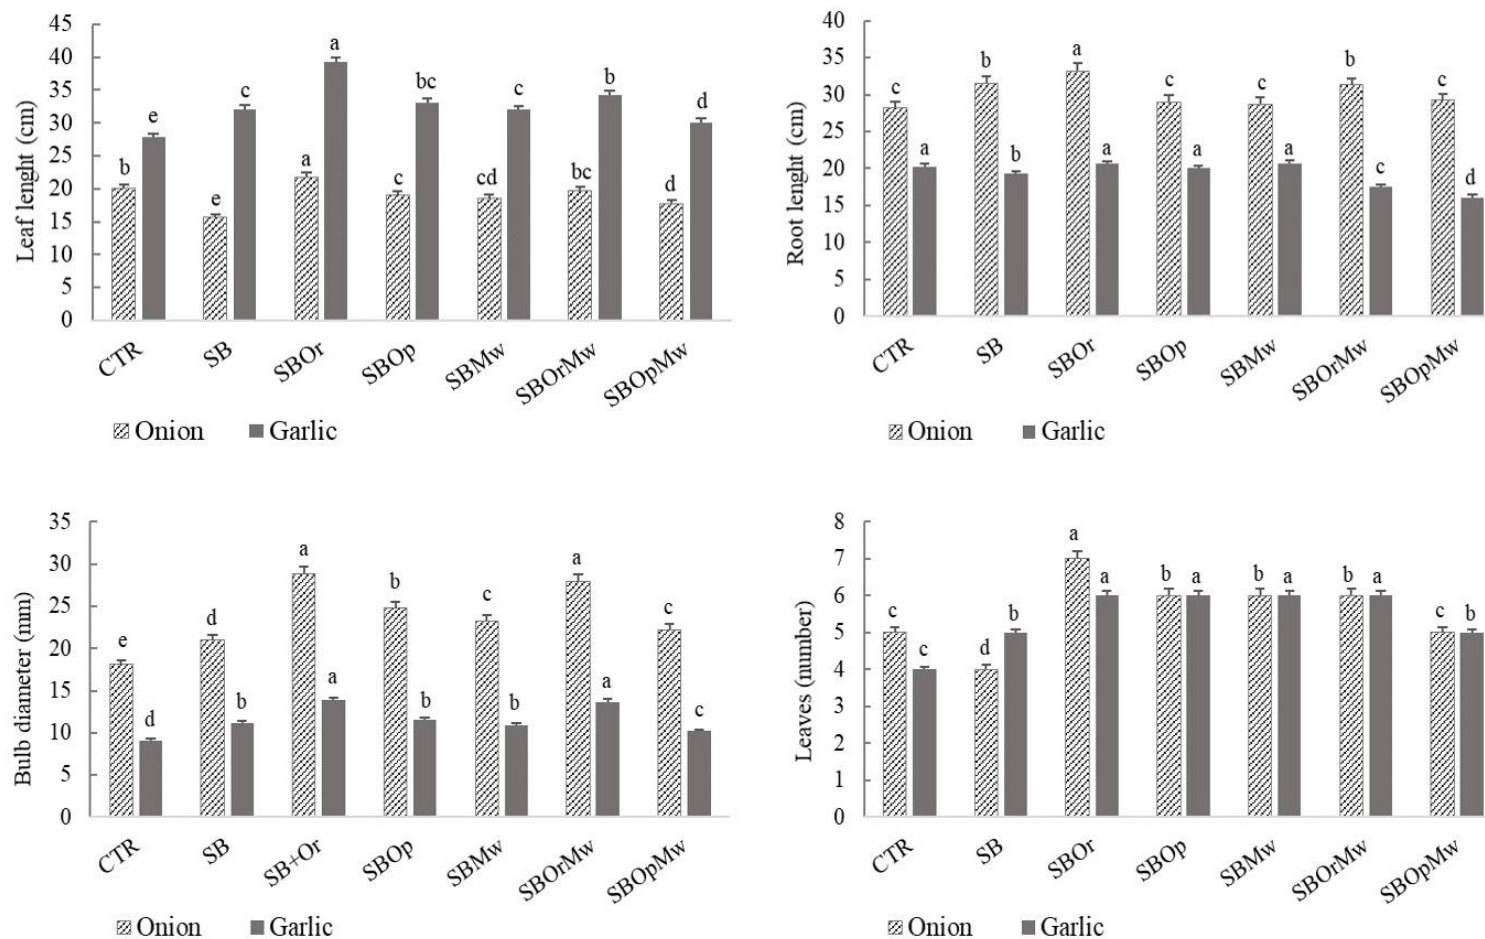 45
40
35
30
25
20
15
10
5
0
Leaf lenght (cm)
b e e c a a c bc cd c bc b d d
CTR SB SBOr SBOp SBMw SBOrMw SBOpMw
Onion Garlic
40
35
30
25
20
15
10
5
0
Root lenght (cm)
c a b b a a c a c a b c c d
CTR SB SBOr SBOp SBMw SBOrMw SBOpMw
Onion Garlic
35
30
25
20
15
10
5
0
Bulb diameter (mm)
e d d b a a b b c b a a c c
CTR SB SB+Or SBOp SBMw SBOrMw SBOpMw
Onion Garlic
8
7
6
5
4
3
2
1
0
Leaves (number)
c c d b a a b a b a b a c b
CTR SB SBOr SBOp SBMw SBOrMw SBOpMw
Onion Garlic